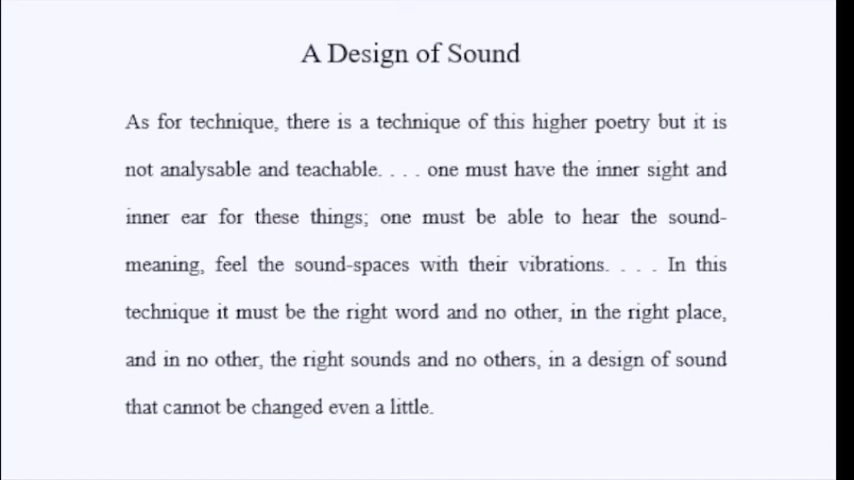 A Design of Sound
As for technique, there is a technique of this higher poetry but it is
not analysable and teachable. . . . one must have the inner sight and
inner ear for these things; one must be able to hear the sound-
meaning, feel the sound-spaces with their vibrations. . . . In this
technique it must be the right word and no other, in the right place,
and in no other, the right sounds and no others, in a design of sound
that cannot be changed even a little.